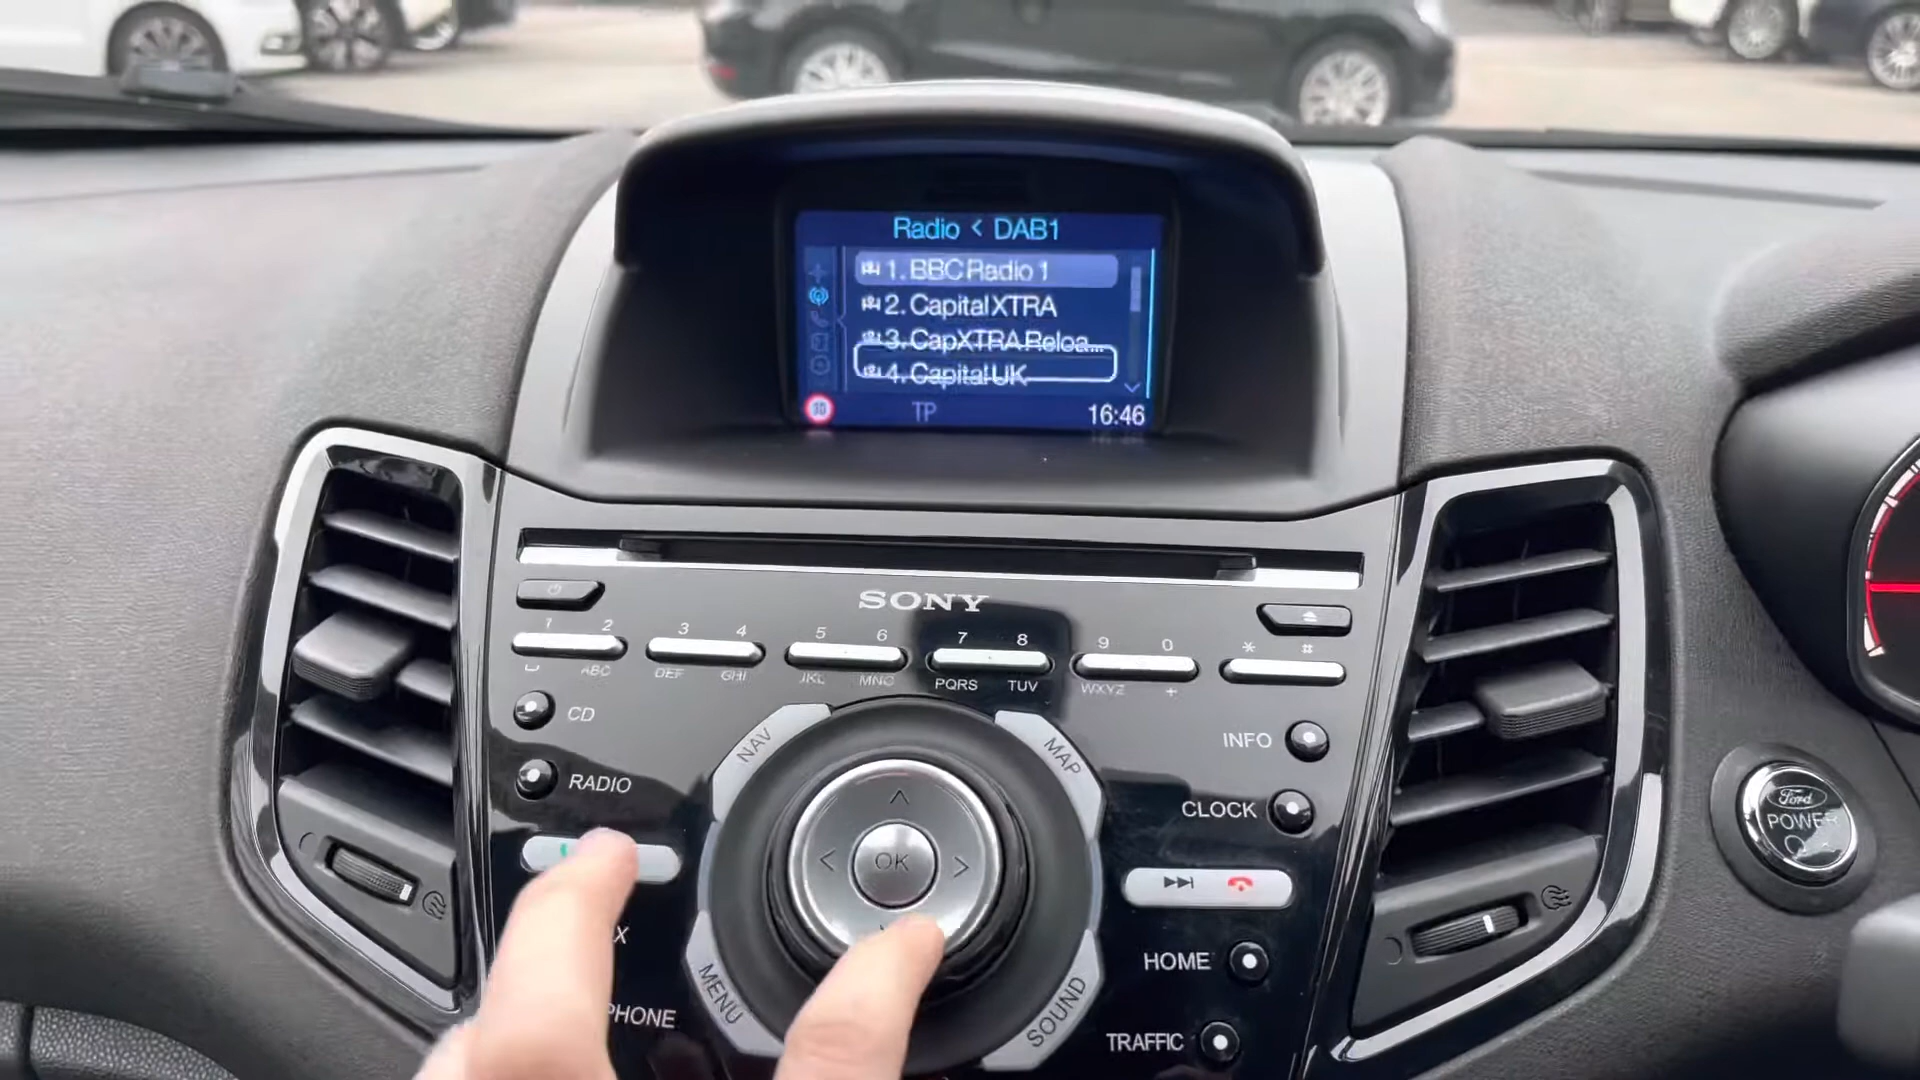 Radio < DAB1
1. BBC Radio 1
2. Capital XTRA
3. CapXTRA Reloa...
4. Capital UK
TP 16:46
SONY
1 2 3 4 5 6 7 8 9 0 * #
ABC DEF GHI JKL MNO PQRS TUV WXYZ +
CD
NAV
MAP
INFO
RADIO
CLOCK
Ford
POWER
OK
X
HOME
MENU
SOUND
PHONE
TRAFFIC